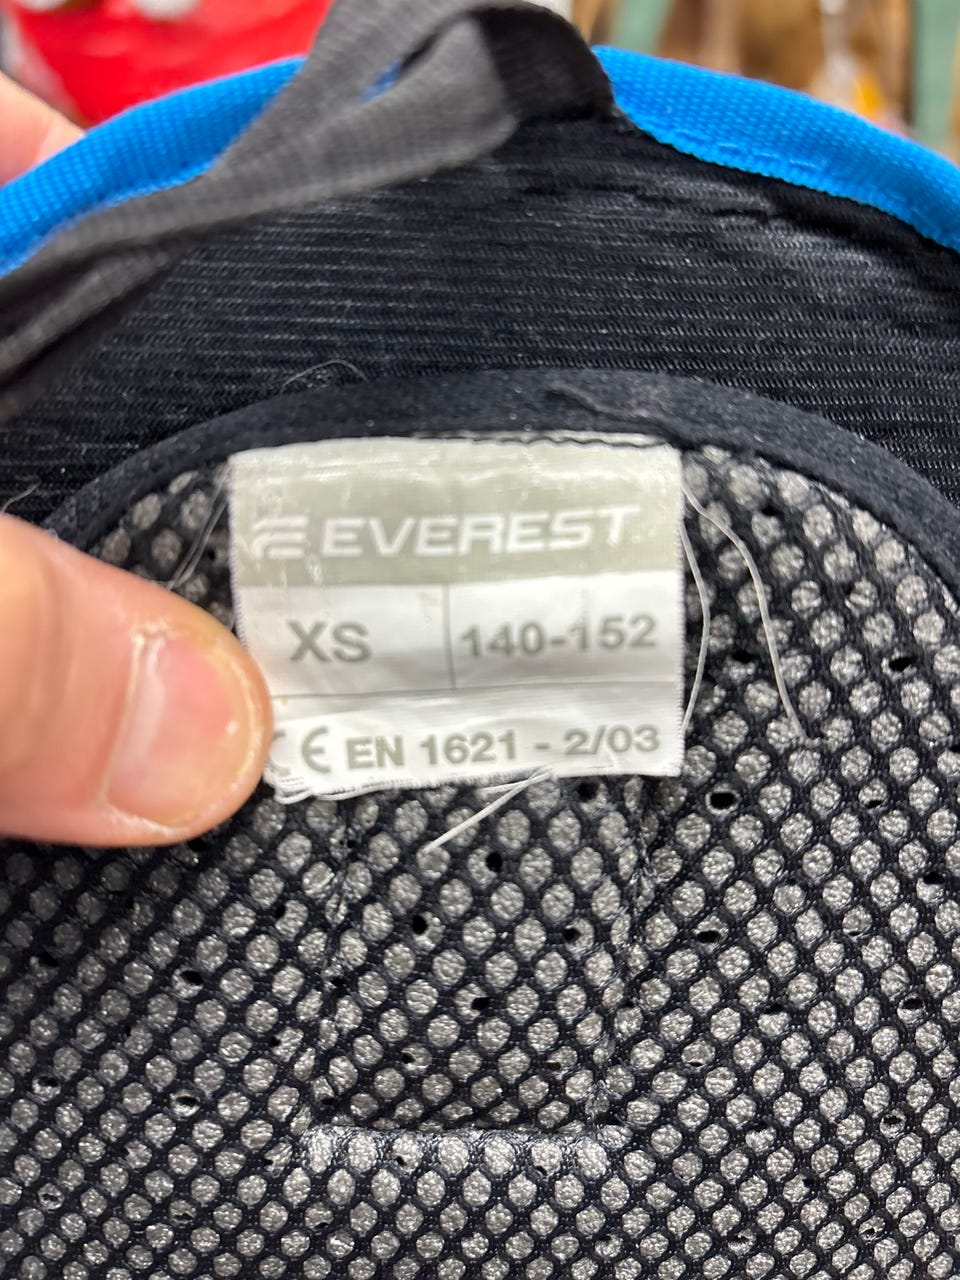 EVEREST
XS 140-152
CE EN 1621 - 2/03